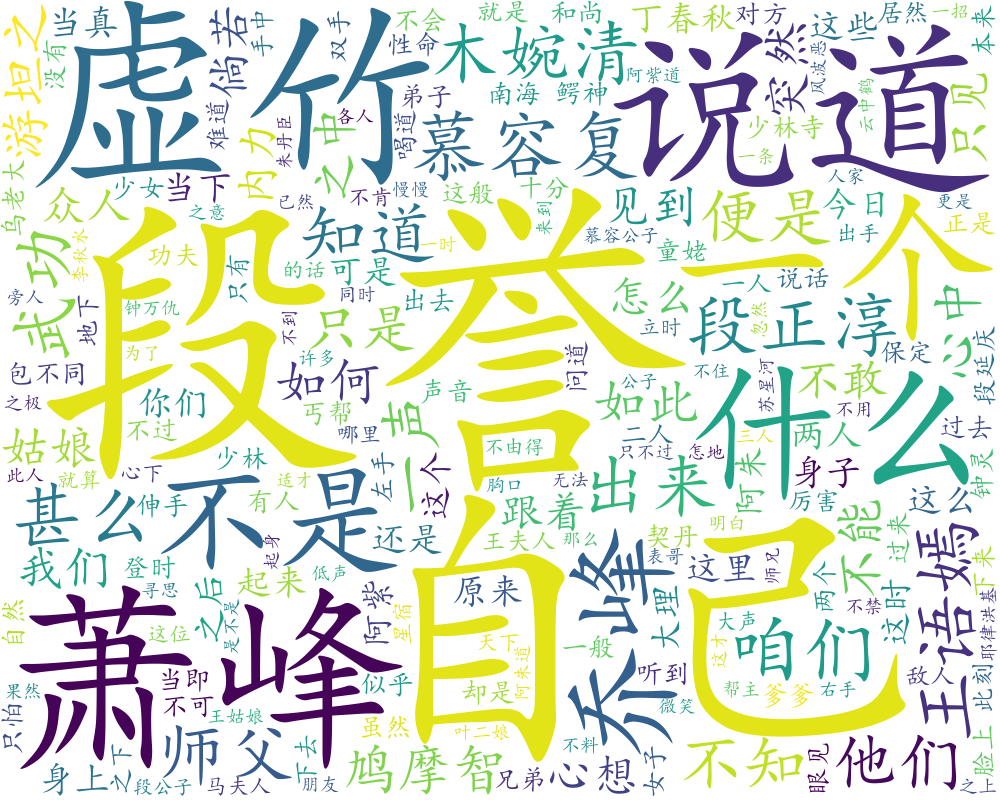 虚竹
说道
段誉
自己
什么
萧峰
一个
不是
乔峰
木婉清
慕容复
段正淳
王语嫣
鸠摩智
游坦之
甚么
知道
便是
出来
咱们
他们
师父
不知
不能
不敢
武功
一声
如此
如何
只是
怎么
见到
突然
只见
心中
之中
倘若
内力
众人
姑娘
我们
你们
起来
跟着
原来
心想
身上
阿紫
阿朱
丁春秋
南海 鳄神
少林寺
少林
今日
当下
当真
可是
这般
这些
这个
这里
这时
这么
这位
这才
两人
两个
二人
一人
三人
身子
还是
之后
之下
之意
之极
之上
包不同
段延庆
段公子
慕容公子
王夫人
王姑娘
马夫人
叶二娘
李秋水
钟万仇
钟灵
朱丹臣
乌老大
云中鹤
风波恶
苏星河
耶律洪基
童姥
星宿
丐帮
契丹
大理
帮主
弟子
和尚
就是
不会
性命
双手
手中
没有
难道
喝道
各人
对方
居然
一招
本来
阿紫道
阿朱道
一条
人家
更是
正是
出手
来到
十分
慢慢
不肯
已然
少女
功夫
的话
只有
同时
一时
不到
许多
为了
旁人
地下
出去
声音
说话
立时
忽然
问道
公子
不住
保定
过去
过来
哪里
不过
就算
此人
心下
伸手
适才
有人
左手
右手
不由得
只不过
怎地
胸口
无法
那么
明白
表哥
师兄
不用
厉害
不禁
下来
起身
低声
登时
寻思
自然
是不是
天下
一般
听到
大声
爹爹
微笑
却是
似乎
虽然
当即
不可
果然
只怕
下去
朋友
兄弟
不料
女子
眼见
敌人
此刻
脸上